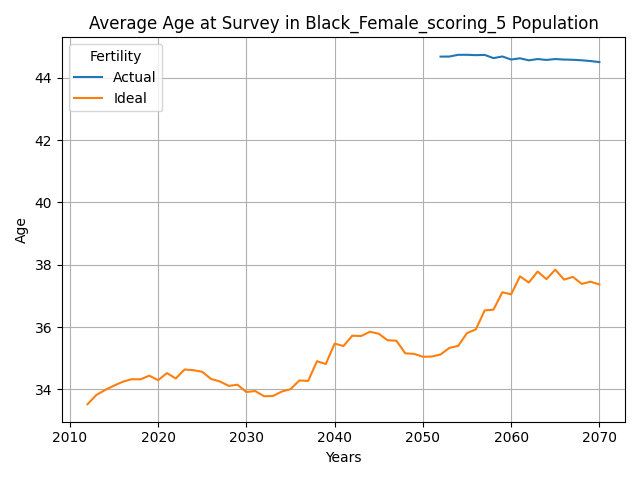 Average Age at Survey in Black_Female_scoring_5 Population
Fertility
Actual
Ideal
Age
44
42
40
38
36
34
2010 2020 2030 2040 2050 2060 2070
Years